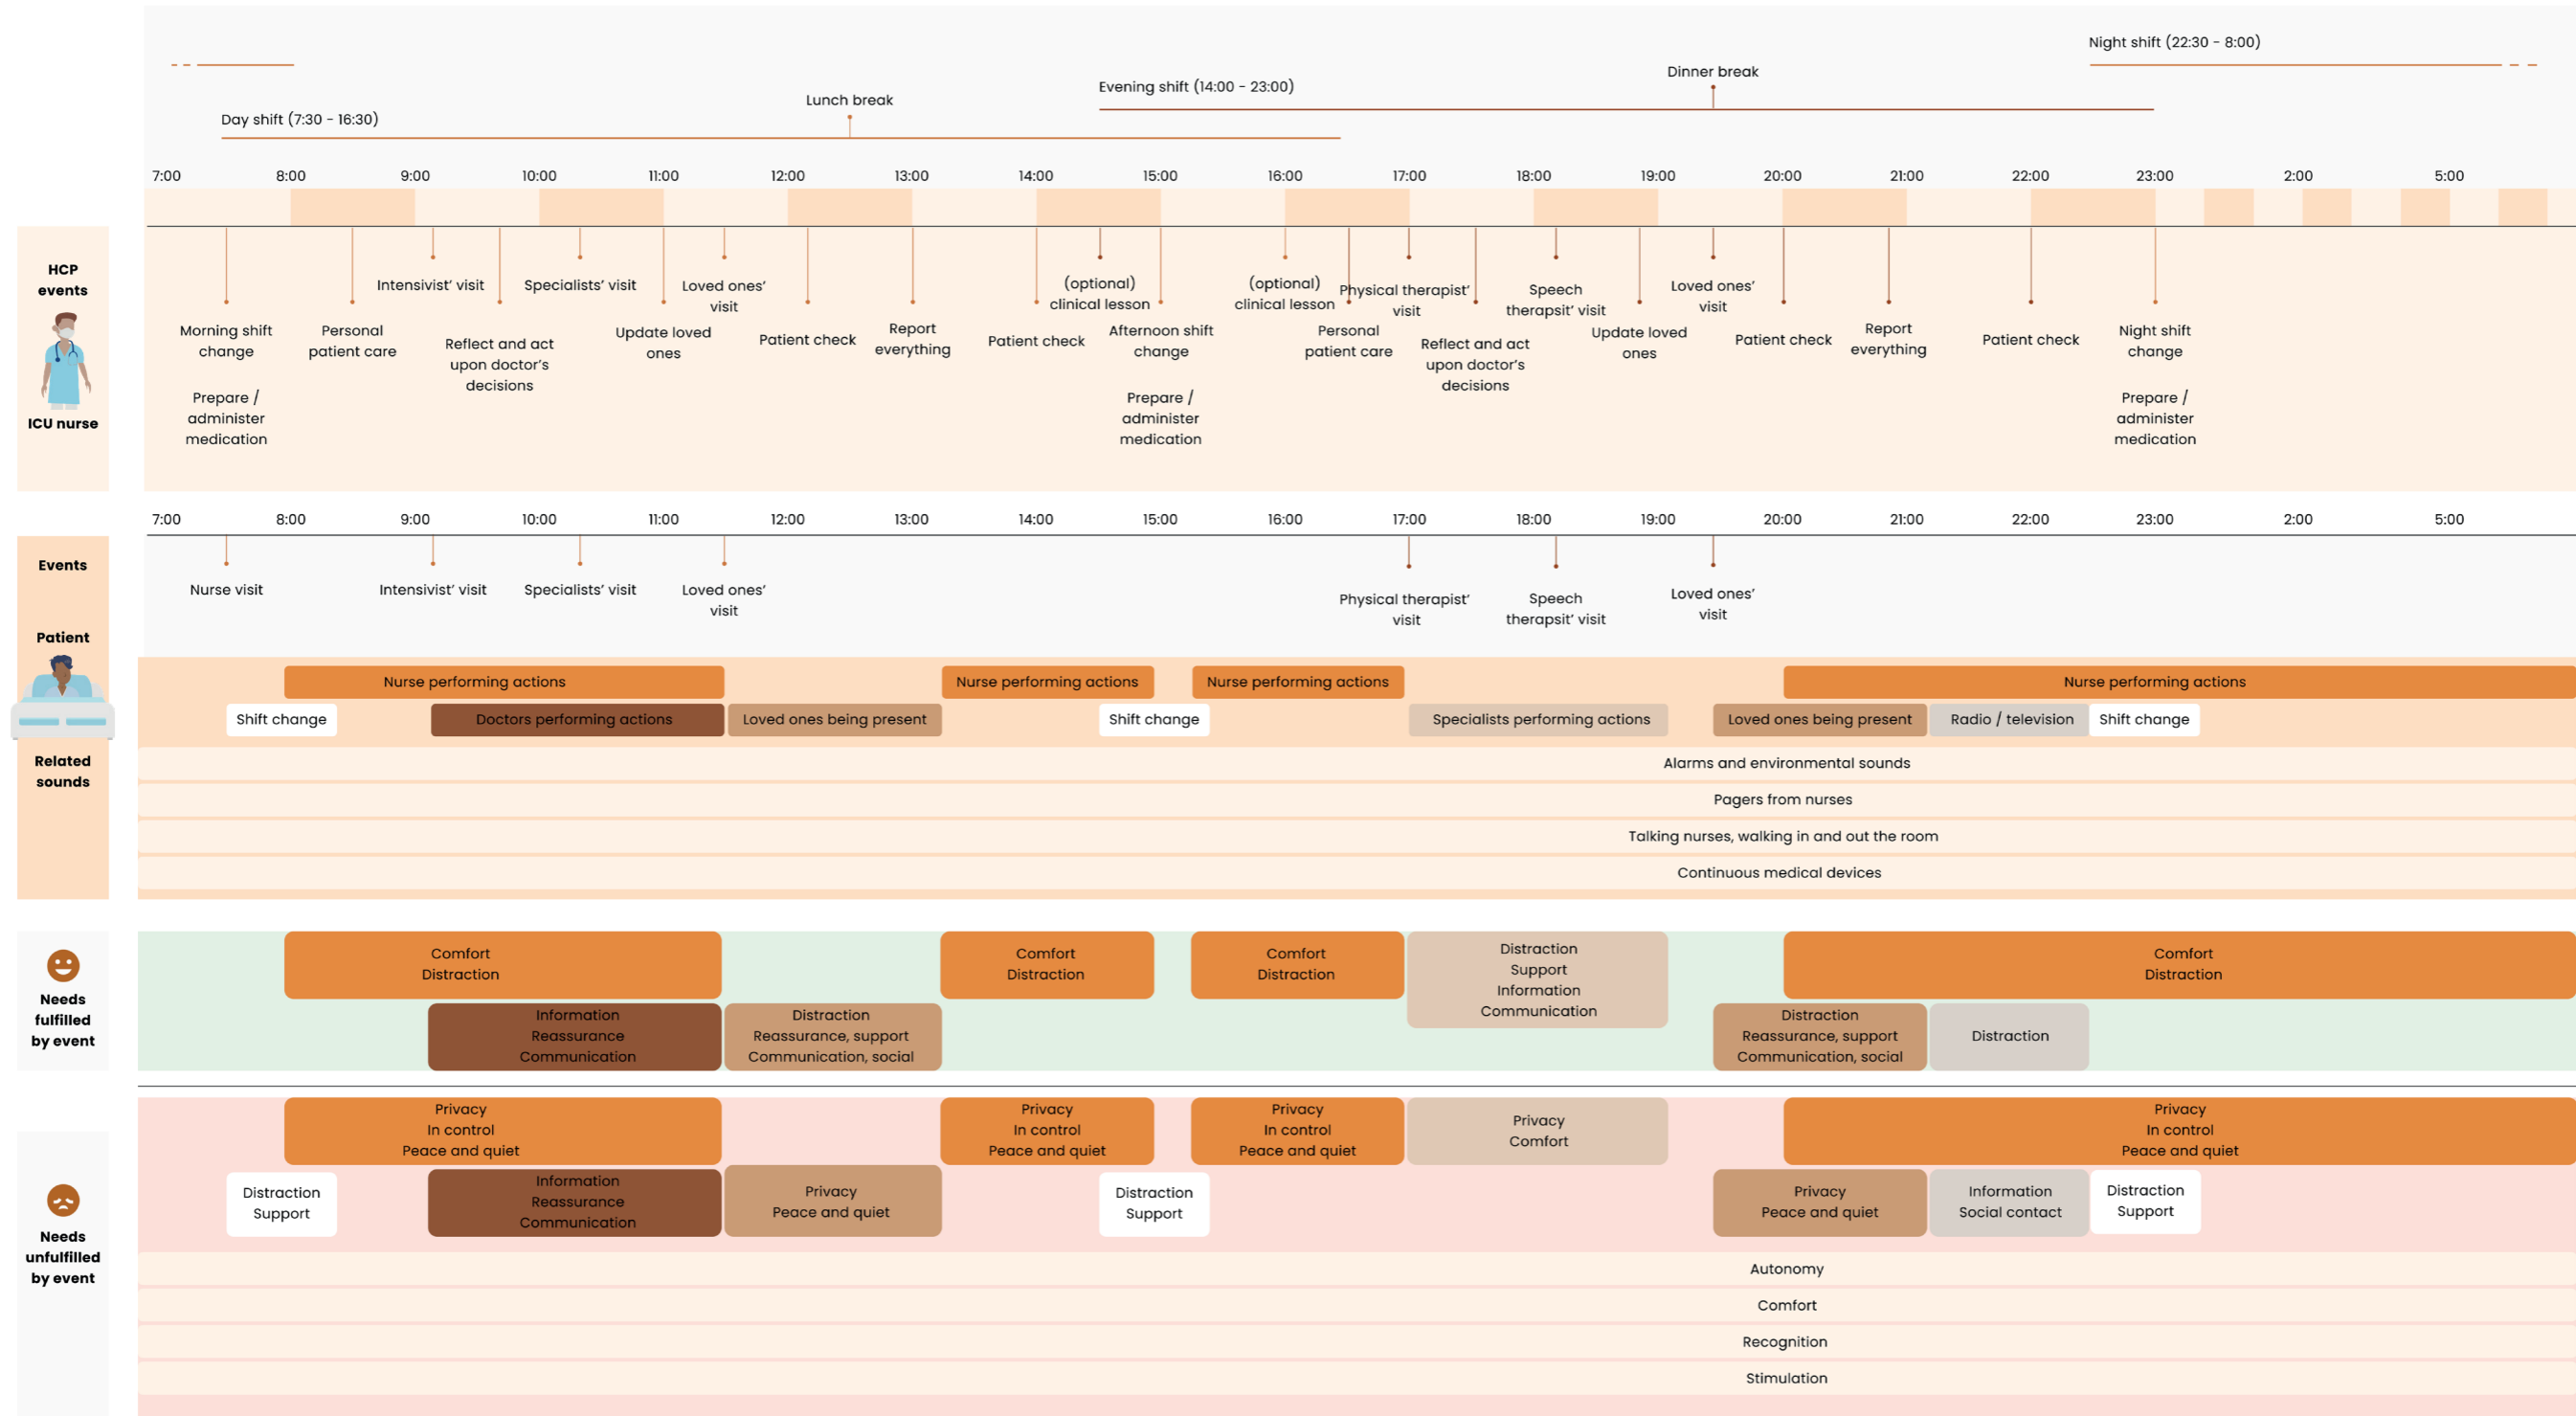 Night shift (22:30 - 8:00)
Dinner break
Evening shift (14:00 - 23:00)
Lunch break
Day shift (7:30 - 16:30)
7:00 8:00 9:00 10:00 11:00 12:00 13:00 14:00 15:00 16:00 17:00 18:00 19:00 20:00 21:00 22:00 23:00 2:00 5:00
HCP
events
ICU nurse
Morning shift
change
Prepare /
administer
medication
Personal
patient care
Intensivist’ visit
Reflect and act
upon doctor’s
decisions
Specialists’ visit
Update loved
ones
Loved ones’
visit
Patient check
Report
everything
Patient check
(optional)
clinical lesson
Afternoon shift
change
Prepare /
administer
medication
(optional)
clinical lesson
Personal
patient care
Physical therapist’
visit
Reflect and act
upon doctor’s
decisions
Speech
therapsit’ visit
Update loved
ones
Loved ones’
visit
Patient check
Report
everything
Patient check
Night shift
change
Prepare /
administer
medication
7:00 8:00 9:00 10:00 11:00 12:00 13:00 14:00 15:00 16:00 17:00 18:00 19:00 20:00 21:00 22:00 23:00 2:00 5:00
Events
Patient
Nurse visit
Intensivist’ visit
Specialists’ visit
Loved ones’
visit
Physical therapist’
visit
Speech
therapsit’ visit
Loved ones’
visit
Related
sounds
Nurse performing actions
Nurse performing actions
Nurse performing actions
Nurse performing actions
Shift change
Doctors performing actions
Loved ones being present
Shift change
Specialists performing actions
Loved ones being present
Radio / television
Shift change
Alarms and environmental sounds
Pagers from nurses
Talking nurses, walking in and out the room
Continuous medical devices
Needs
fulfilled
by event
Comfort
Distraction
Comfort
Distraction
Comfort
Distraction
Distraction
Support
Information
Communication
Comfort
Distraction
Information
Reassurance
Communication
Distraction
Reassurance, support
Communication, social
Distraction
Reassurance, support
Communication, social
Distraction
Needs
unfulfilled
by event
Privacy
In control
Peace and quiet
Privacy
In control
Peace and quiet
Privacy
In control
Peace and quiet
Privacy
Comfort
Privacy
In control
Peace and quiet
Distraction
Support
Information
Reassurance
Communication
Privacy
Peace and quiet
Distraction
Support
Privacy
Peace and quiet
Information
Social contact
Distraction
Support
Autonomy
Comfort
Recognition
Stimulation